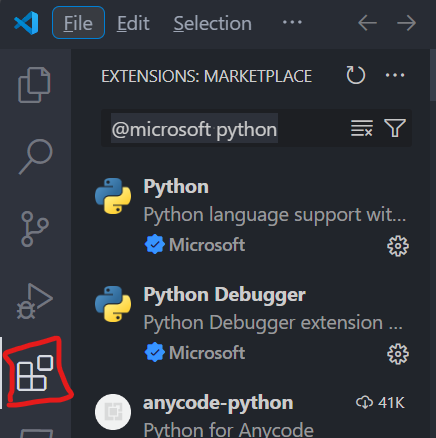 File Edit Selection ...
EXTENSIONS: MARKETPLACE
@microsoft python
Python
Python language support wit...
Microsoft
Python Debugger
Python Debugger extension ...
Microsoft
anycode-python 41K
Python for Anycode